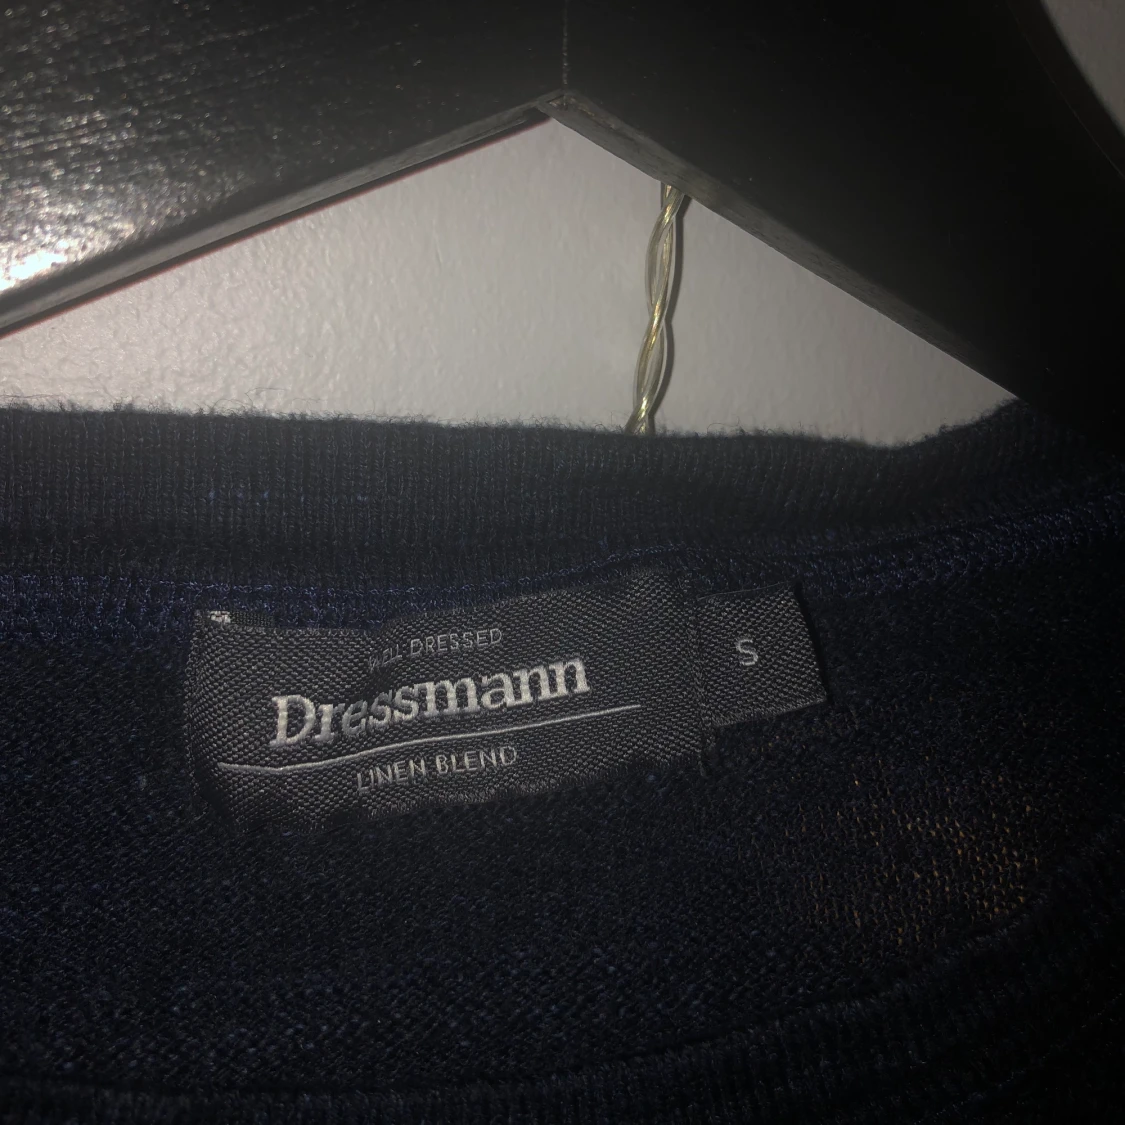 WELL DRESSED
Dressmann
LINEN BLEND
S